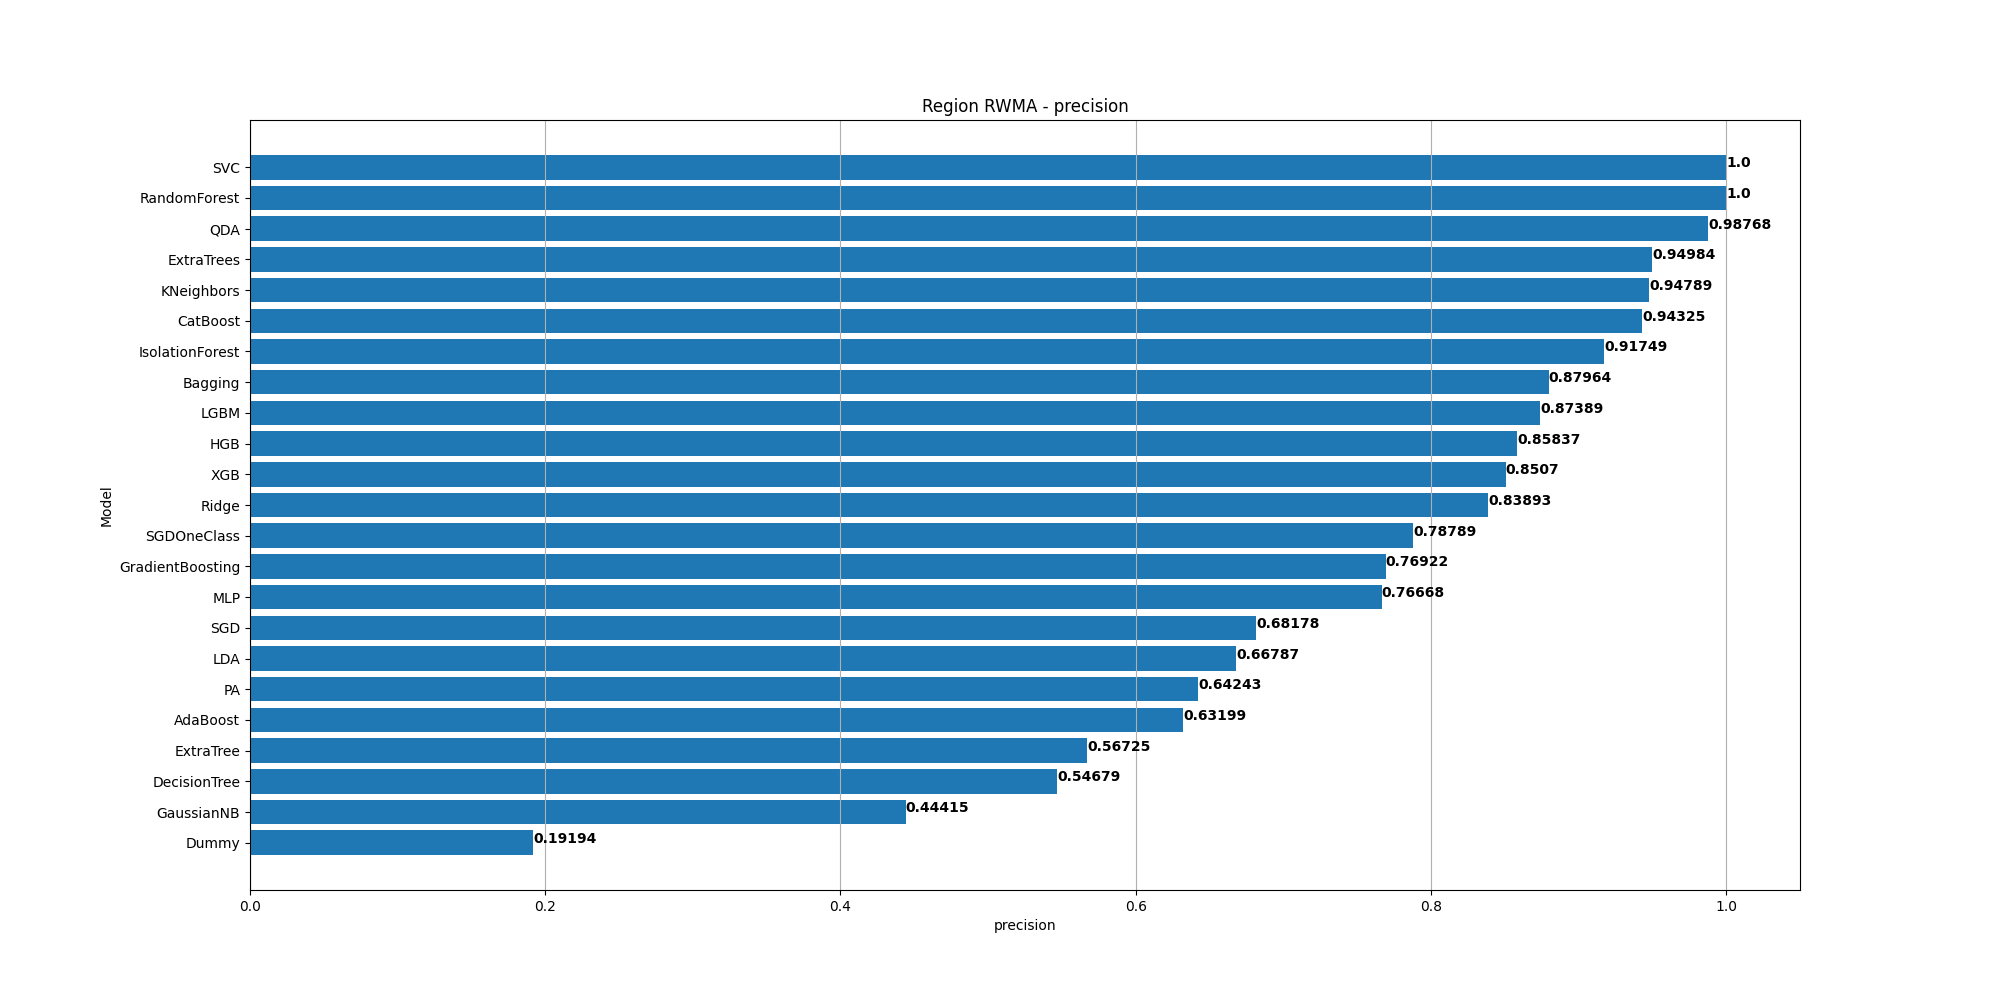 Region RWMA - precision
Model
SVC 1.0
RandomForest 1.0
QDA 0.98768
ExtraTrees 0.94984
KNeighbors 0.94789
CatBoost 0.94325
IsolationForest 0.91749
Bagging 0.87964
LGBM 0.87389
HGB 0.85837
XGB 0.8507
Ridge 0.83893
SGDOneClass 0.78789
GradientBoosting 0.76922
MLP 0.76668
SGD 0.68178
LDA 0.66787
PA 0.64243
AdaBoost 0.63199
ExtraTree 0.56725
DecisionTree 0.54679
GaussianNB 0.44415
Dummy 0.19194
0.0 0.2 0.4 0.6 0.8 1.0
precision